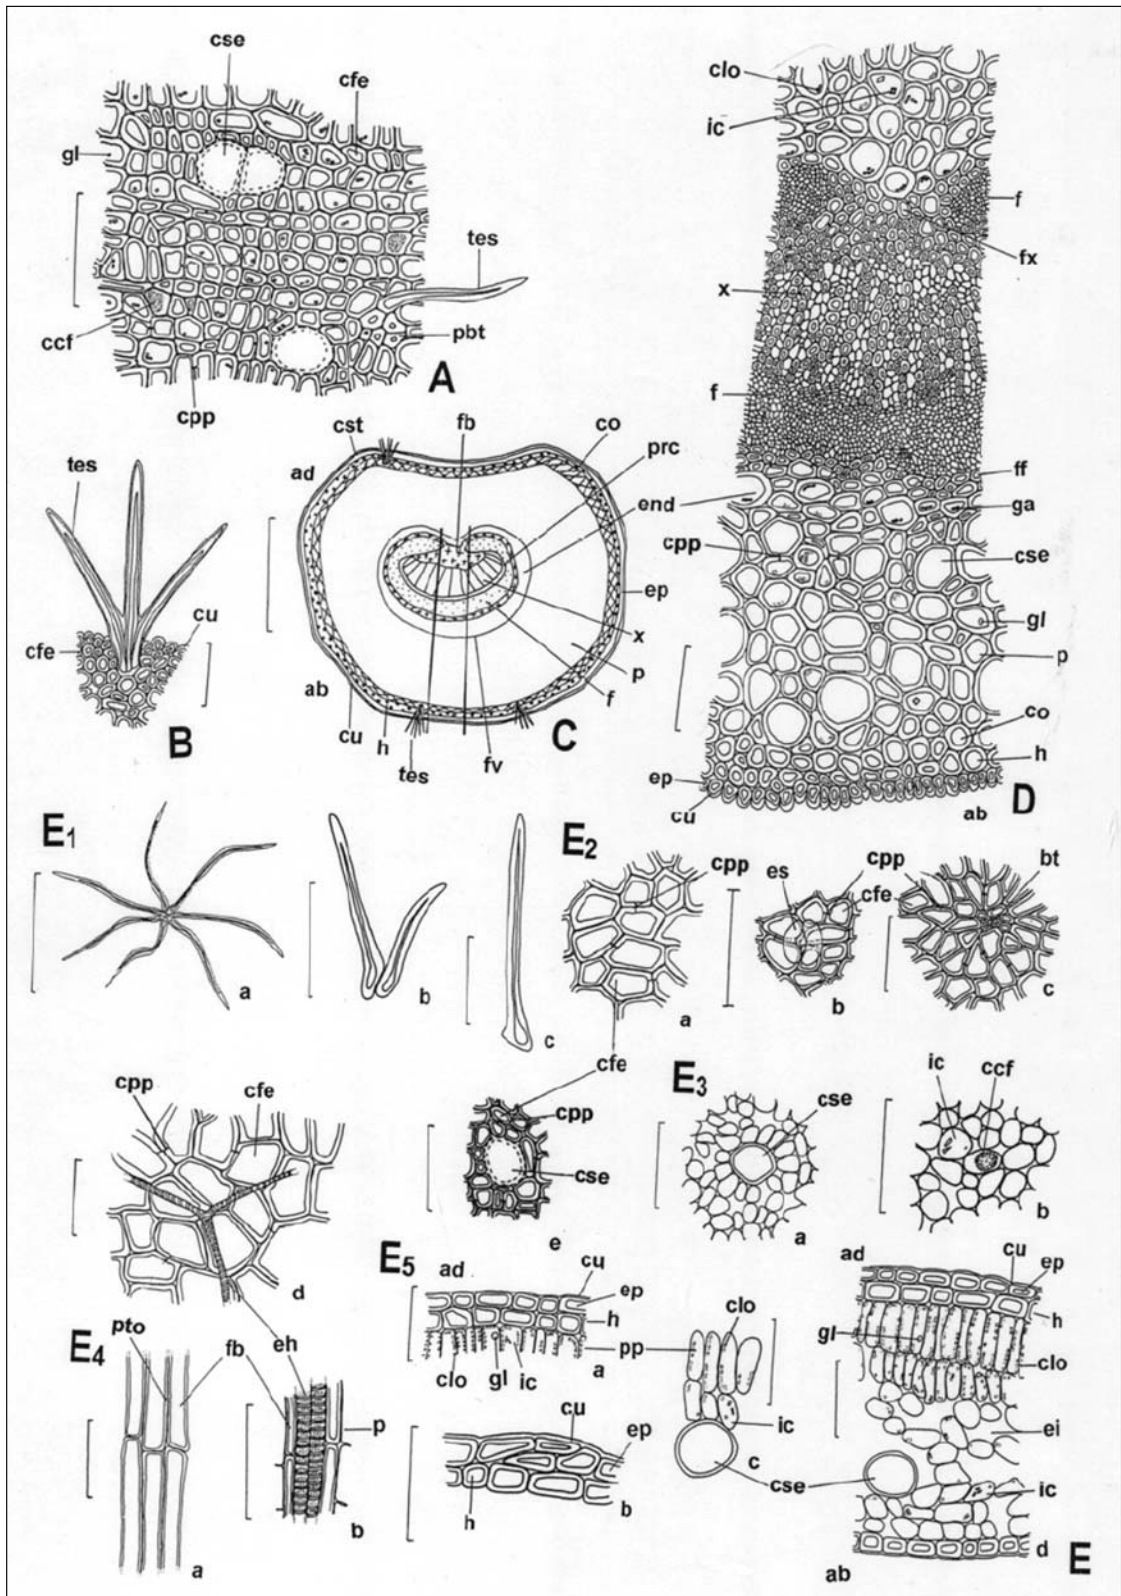 cse
cfe
gl
tes
ccf
pbt
cpp
A
clo
ic
f
fx
x
f
ff
ga
cpp
cse
gl
p
co
h
ep
cu
ab
D
tes
cfe
cu
B
cst
fb
co
ad
prc
end
ep
x
p
f
ab
cu
h
tes
fv
C
E1
a
b
c
E2
cpp
es
cpp
cfe
bt
a
b
c
cfe
cpp
cfe
d
cpp
cse
e
E3
cse
a
ic
ccf
b
E4
pto
fb
eh
p
a
b
E5
ad
cu
ep
h
pp
clo
gl
ic
a
cu
ep
h
b
clo
ic
c
cse
ad
cu
ep
h
gl
clo
ei
ic
d
ab
E